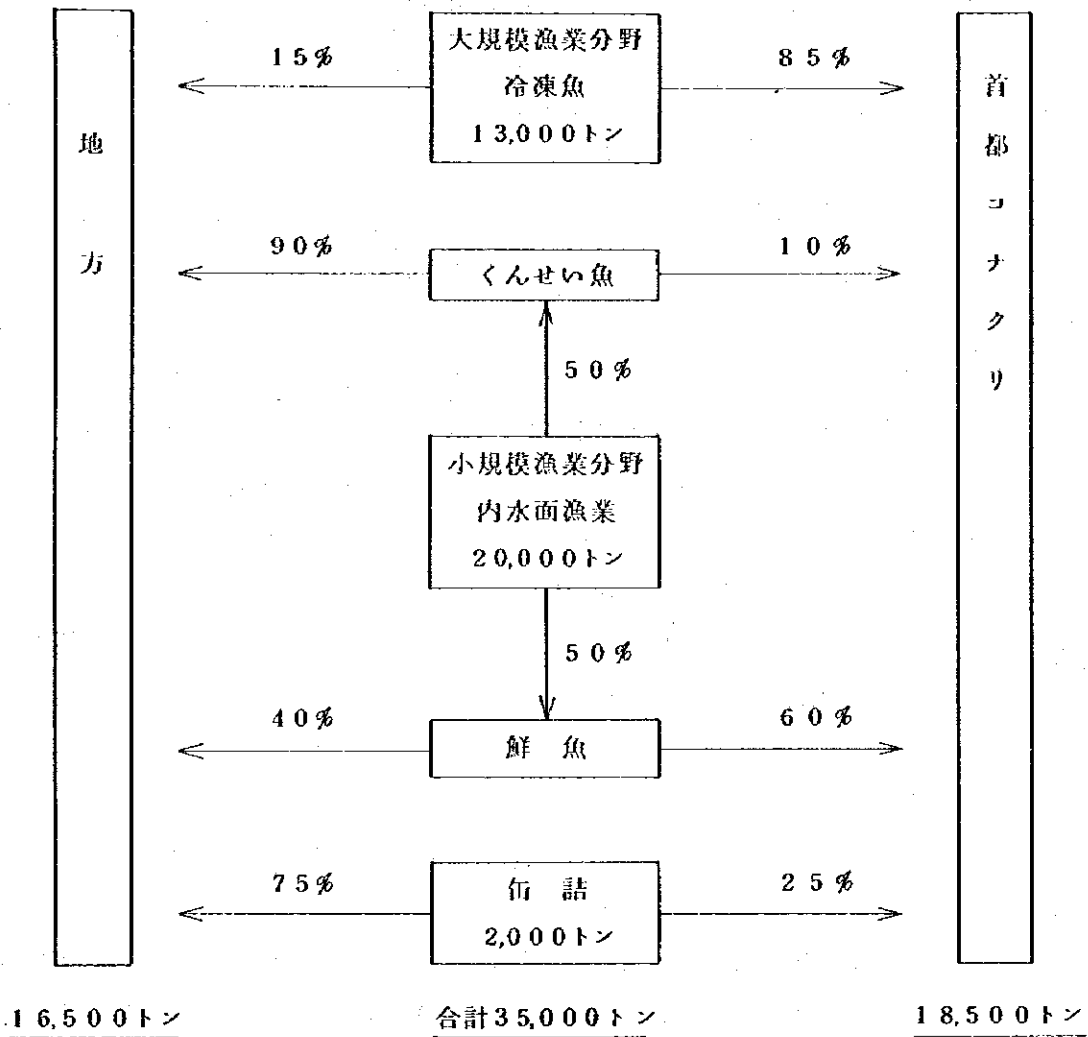 大規模漁業分野
冷凍魚
13,000トン
15%
85%
地方
首都コナクリ
90%
くんせい魚
10%
50%
小規模漁業分野
内水面漁業
20,000トン
50%
40%
鮮魚
60%
75%
缶詰
2,000トン
25%
16,500トン
合計35,000トン
18,500トン